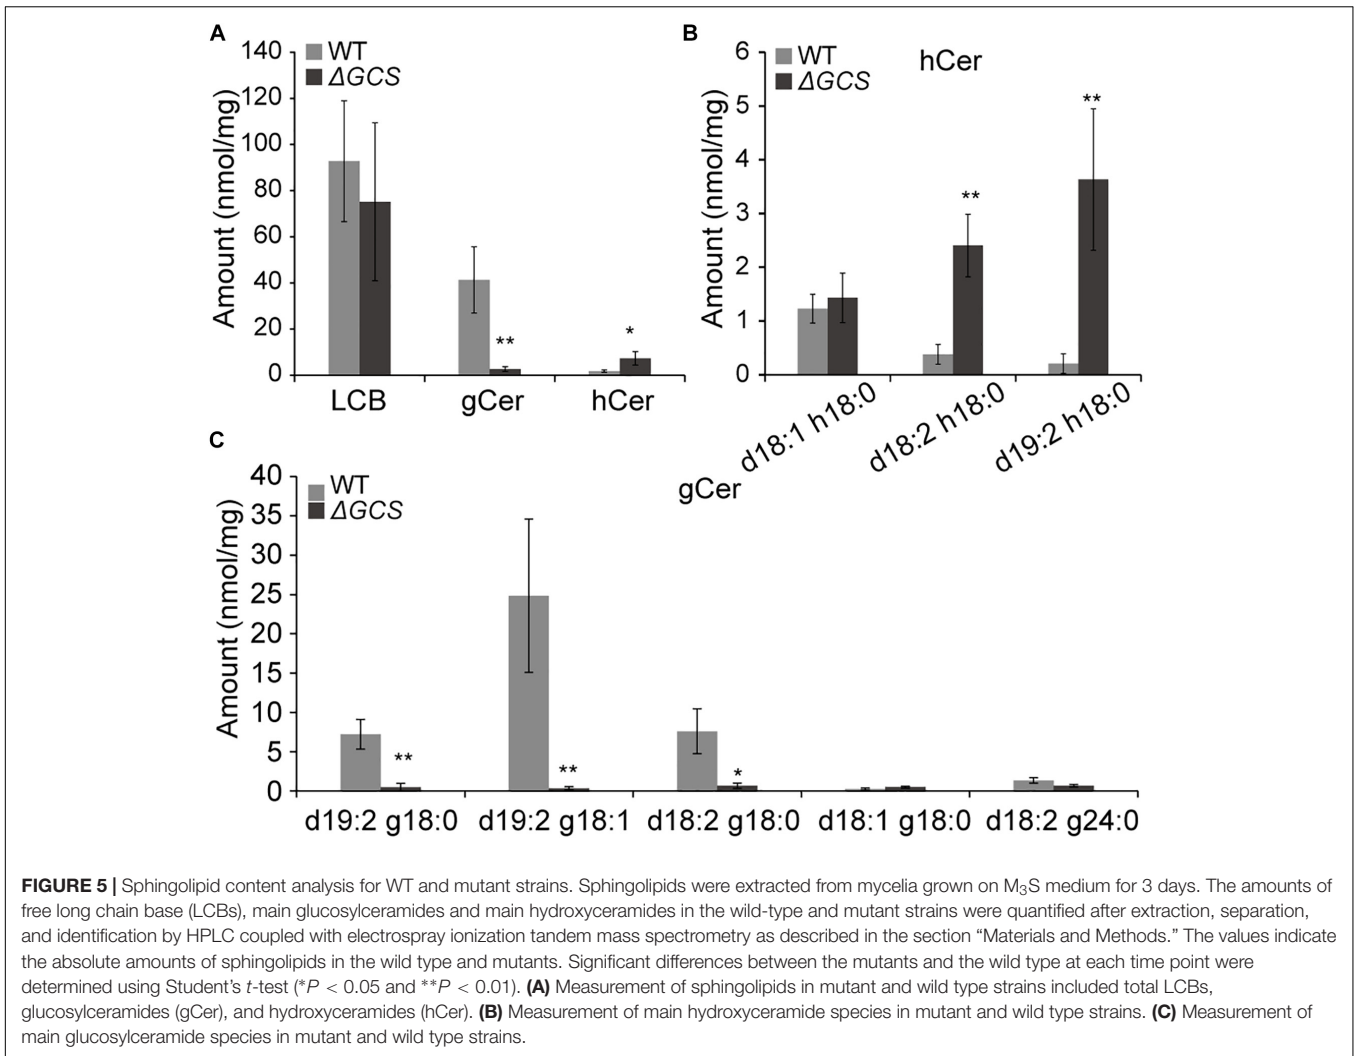 A
140
120
100
80
60
40
20
0
Amount (nmol/mg)
WT
ΔGCS
**
*
LCB gCer hCer
B
6
5
4
3
2
1
0
Amount (nmol/mg)
WT
ΔGCS
hCer
**
**
d18:1 h18:0
d18:2 h18:0
d19:2 h18:0
C
40
35
30
25
20
15
10
5
0
Amount (nmol/mg)
WT
ΔGCS
gCer
**
**
*
d19:2 g18:0 d19:2 g18:1 d18:2 g18:0 d18:1 g18:0 d18:2 g24:0
FIGURE 5 | Sphingolipid content analysis for WT and mutant strains. Sphingolipids were extracted from mycelia grown on M₃S medium for 3 days. The amounts of
free long chain base (LCBs), main glucosylceramides and main hydroxyceramides in the wild-type and mutant strains were quantified after extraction, separation,
and identification by HPLC coupled with electrospray ionization tandem mass spectrometry as described in the section “Materials and Methods.” The values indicate
the absolute amounts of sphingolipids in the wild type and mutants. Significant differences between the mutants and the wild type at each time point were
determined using Student’s t-test (*P < 0.05 and **P < 0.01). (A) Measurement of sphingolipids in mutant and wild type strains included total LCBs,
glucosylceramides (gCer), and hydroxyceramides (hCer). (B) Measurement of main hydroxyceramide species in mutant and wild type strains. (C) Measurement of
main glucosylceramide species in mutant and wild type strains.